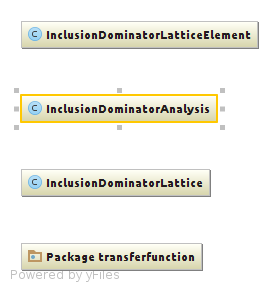 C InclusionDominatorLatticeElement
C InclusionDominatorAnalysis
C InclusionDominatorLattice
Package transferfunction
Powered by yFiles